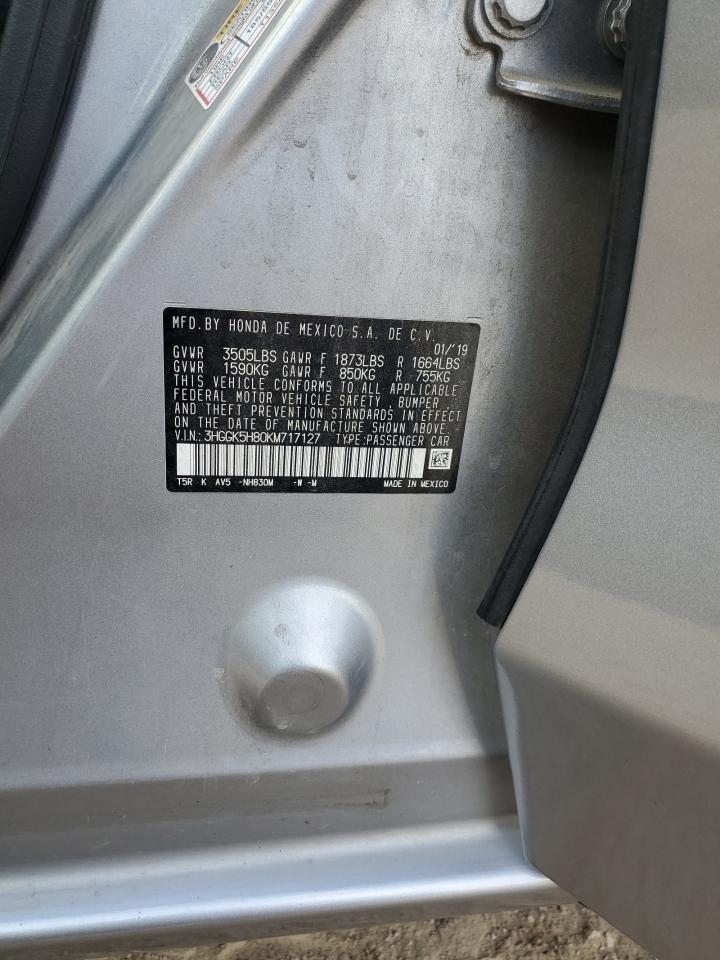 MFD.BY HONDA DE MEXICO S.A. DE C.V.
01/'19
GVWR 3505LBS GAWR F 1873LBS R 1664LBS
GVWR 1590KG GAWR F 850KG R 755KG
THIS VEHICLE CONFORMS TO ALL APPLICABLE
FEDERAL MOTOR VEHICLE SAFETY, BUMPER,
AND THEFT PREVENTION STANDARDS IN EFFECT
ON THE DATE OF MANUFACTURE SHOWN ABOVE.
V.I.N.:3HGGK5H80KM717127 TYPE:PASSENGER CAR
T5R K AV5 -NH830M -W -M MADE IN MEXICO